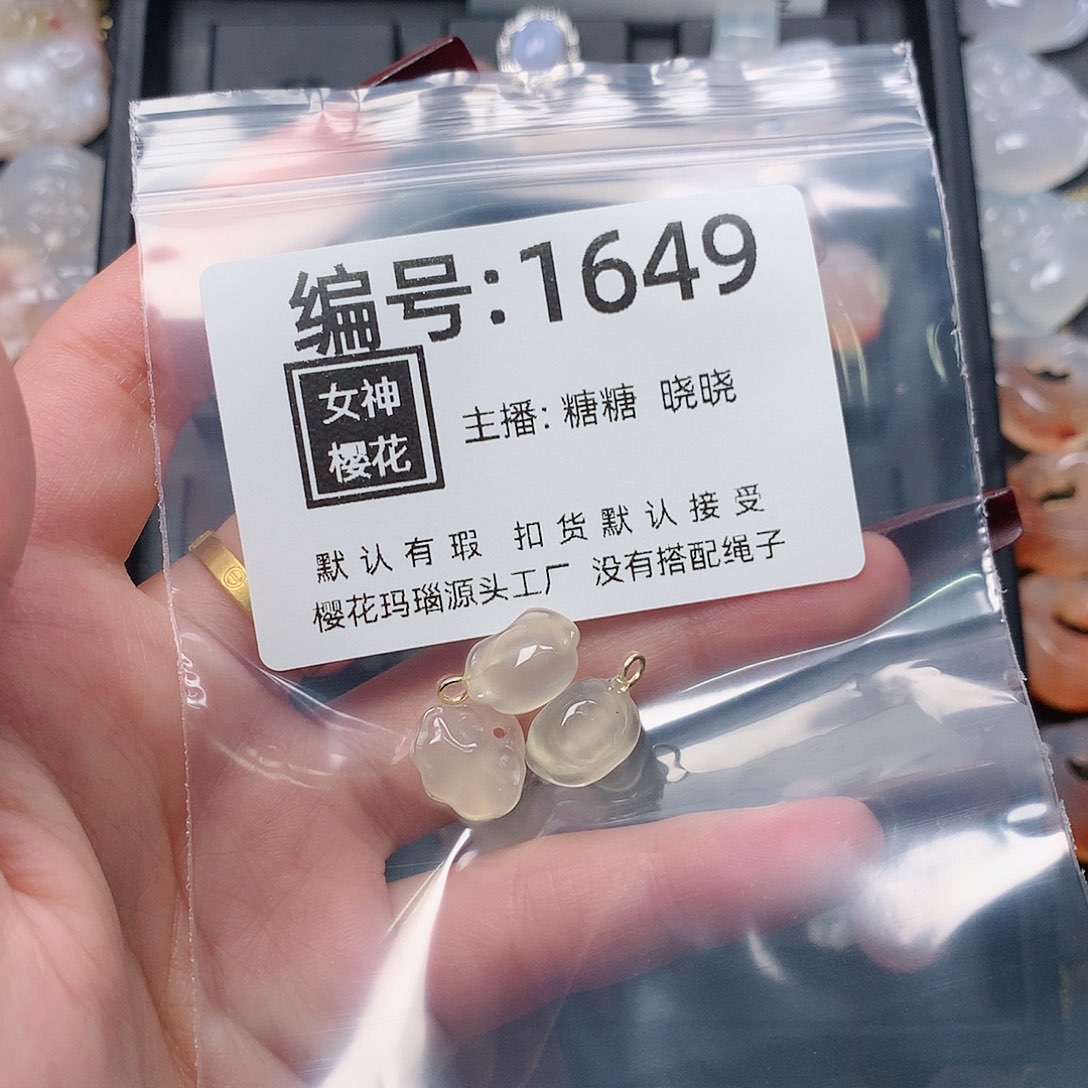 编号:1649
女神
樱花
主播: 糖糖 晓晓
默认有瑕 扣货默认接受
樱花玛瑙源头工厂 没有搭配绳子